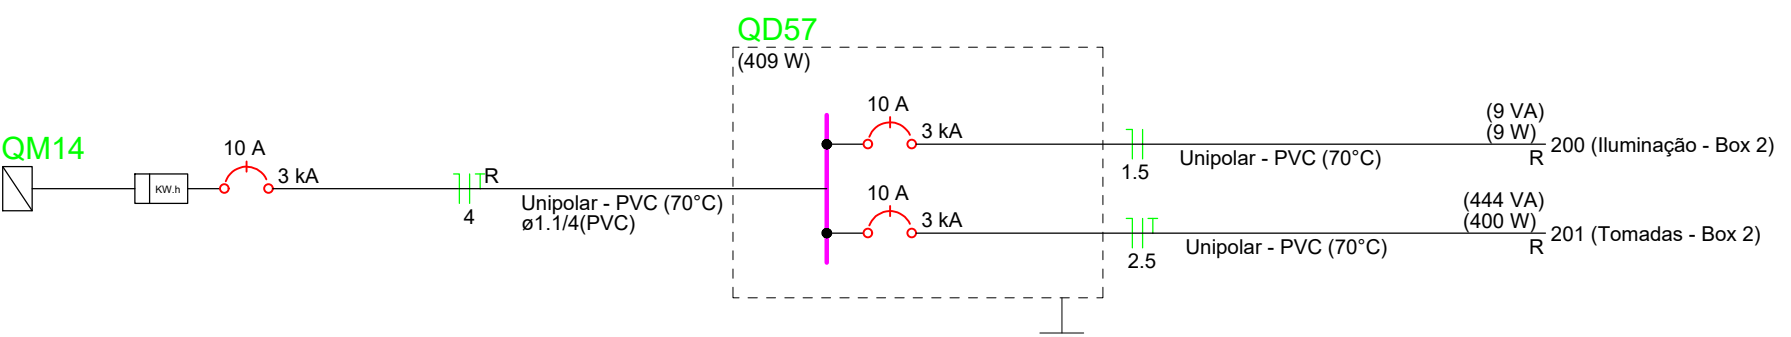 QD57
(409 W)
QM14
KW.h
10 A
3 kA
R
4
Unipolar - PVC (70°C)
ø1.1/4(PVC)
10 A
3 kA
1.5
Unipolar - PVC (70°C)
(9 VA)
(9 W)
R
200 (Iluminação - Box 2)
10 A
3 kA
2.5
Unipolar - PVC (70°C)
(444 VA)
(400 W)
R
201 (Tomadas - Box 2)